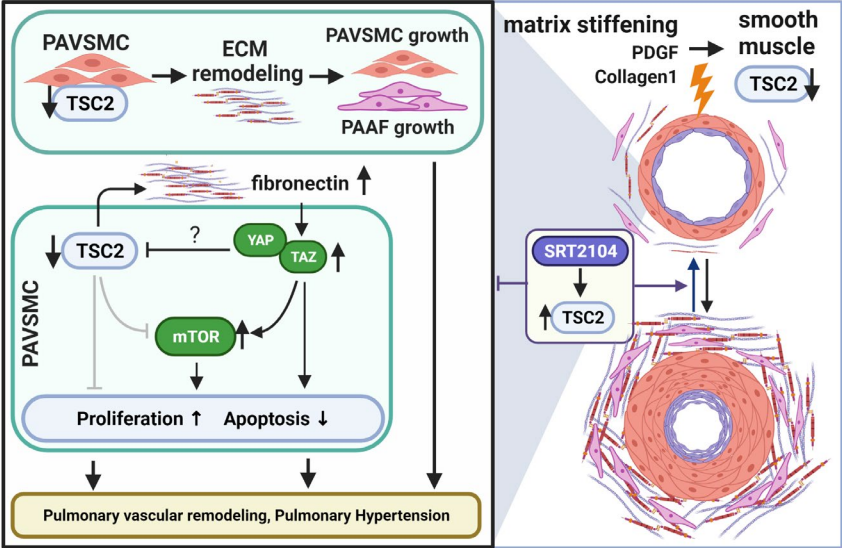 PAVSMC
TSC2
ECM
remodeling
PAVSMC growth
PAAF growth
fibronectin
TSC2
?
YAP
TAZ
PAVSMC
mTOR
Proliferation ↑ Apoptosis ↓
Pulmonary vascular remodeling, Pulmonary Hypertension
matrix stiffening
PDGF
Collagen1
smooth
muscle
TSC2
SRT2104
TSC2